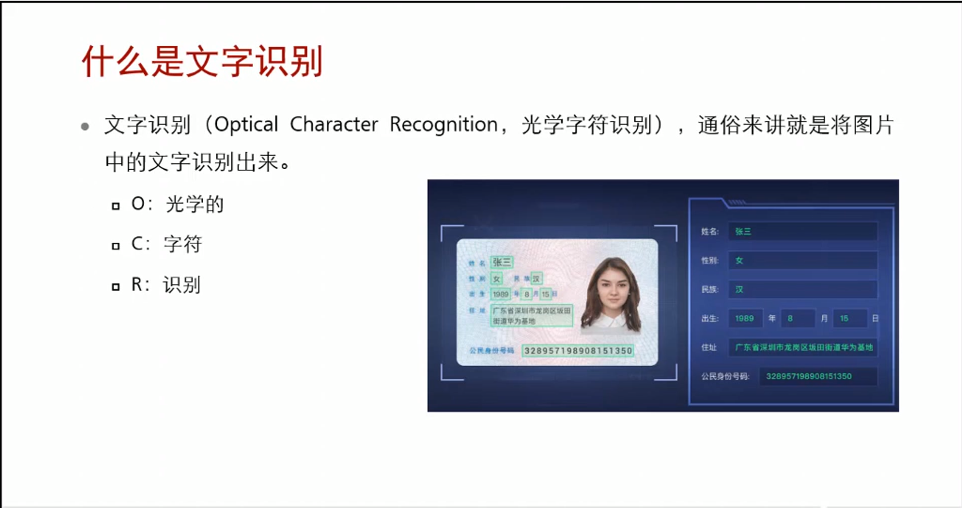 什么是文字识别
文字识别（Optical Character Recognition，光学字符识别），通俗来讲就是将图片
中的文字识别出来。
O：光学的
C：字符
R：识别
姓名 张三
性别 女 民族 汉
出生 1989 年 8 月 15 日
住址 广东省深圳市龙岗区坂田
街道华为基地
公民身份号码 328957198908151350
姓名: 张三
性别: 女
民族: 汉
出生: 1989 年 8 月 15 日
住址 广东省深圳市龙岗区坂田街道华为基地
公民身份号码: 328957198908151350